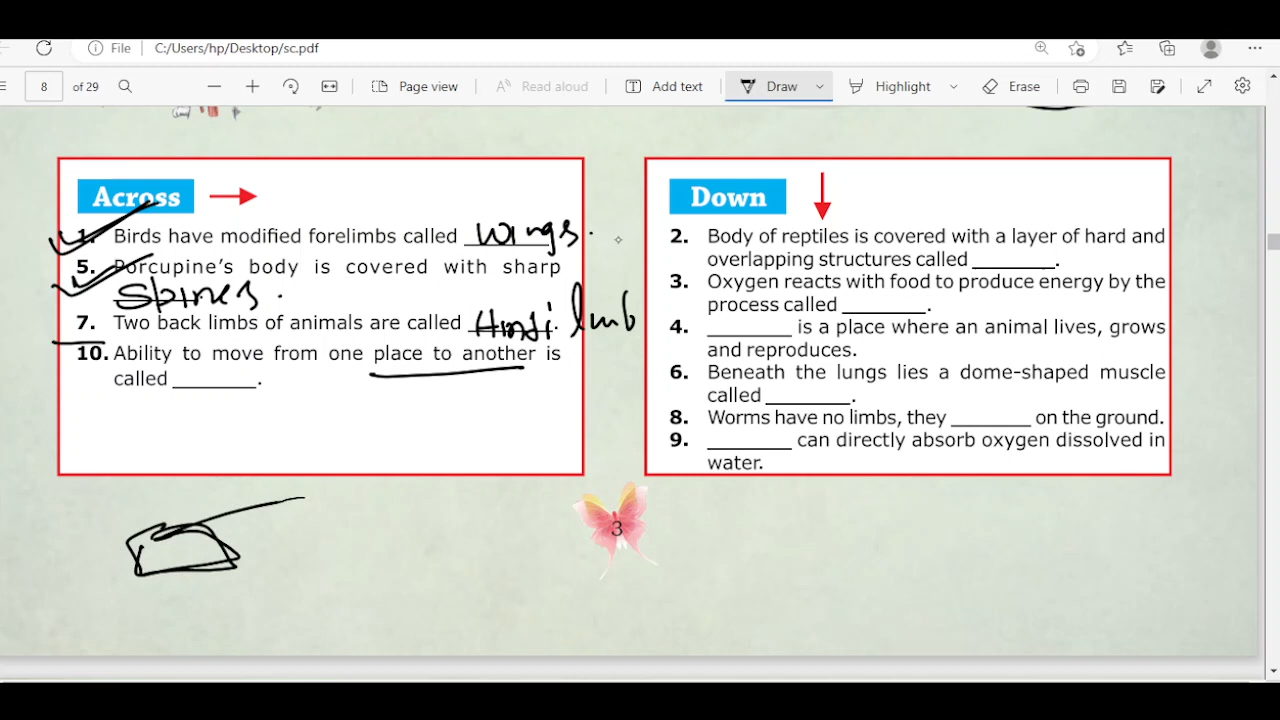 File C:/Users/hp/Desktop/sc.pdf
8 of 29 Page view Read aloud Add text Draw Highlight Erase
Across
1. Birds have modified forelimbs called wings.
5. Porcupine's body is covered with sharp
spines.
7. Two back limbs of animals are called limb
10. Ability to move from one place to another is
called ________.
Down
2. Body of reptiles is covered with a layer of hard and
overlapping structures called ________.
3. Oxygen reacts with food to produce energy by the
process called ________.
4. ________ is a place where an animal lives, grows
and reproduces.
6. Beneath the lungs lies a dome-shaped muscle
called ________.
8. Worms have no limbs, they ________ on the ground.
9. ________ can directly absorb oxygen dissolved in
water.
3